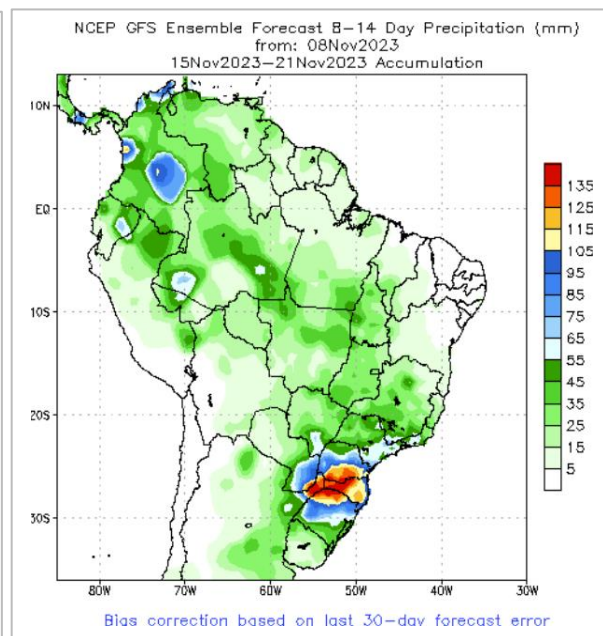 NCEP GFS Ensemble Forecast 8-14 Day Precipitation (mm)
from: 08Nov2023
15Nov2023-21Nov2023 Accumulation
10N
EQ
10S
20S
30S
80W
70W
60W
50W
40W
30W
135
125
115
105
95
85
75
65
55
45
35
25
15
5
Bias correction based on last 30-day forecast error